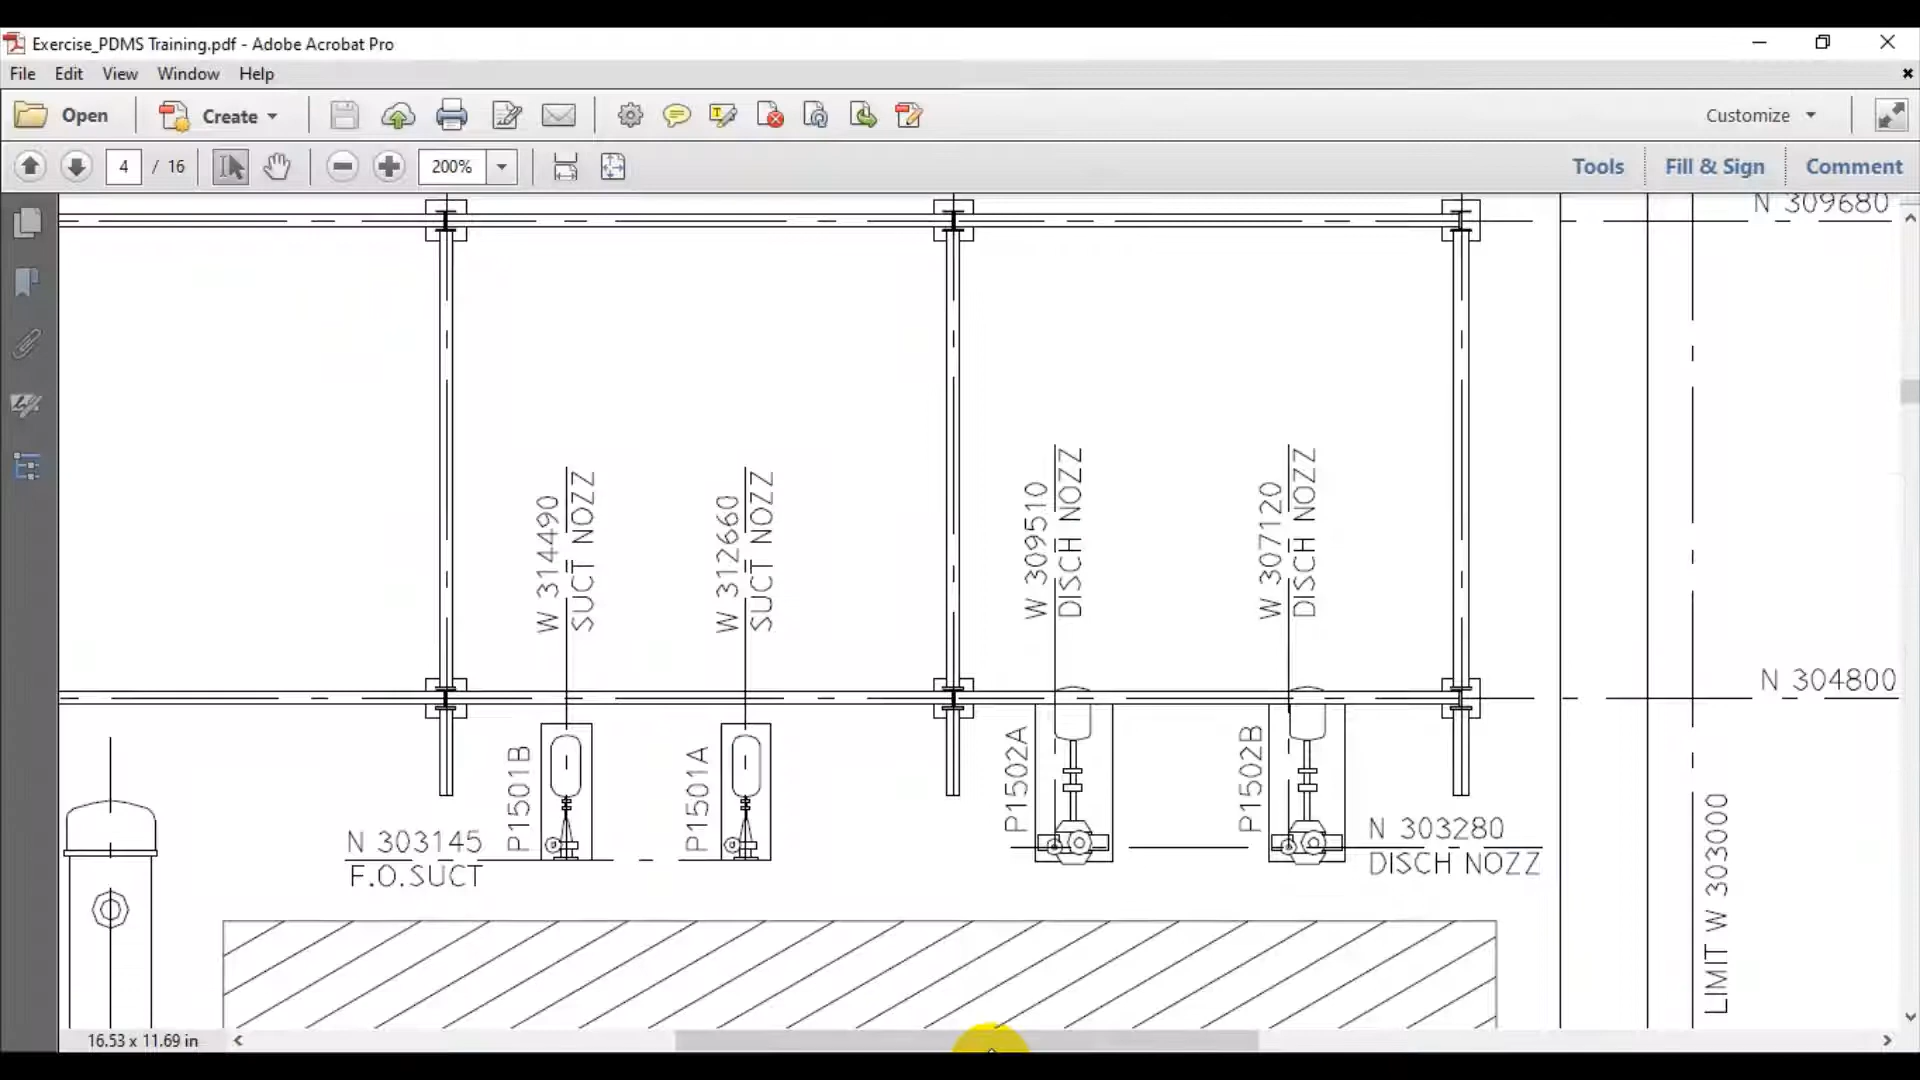 Exercise_PDMS Training.pdf - Adobe Acrobat Pro
File Edit View Window Help
Open Create Customize
4 / 16 200% Tools Fill & Sign Comment
N 309680
W 314490
SUCT NOZZ
W 312660
SUCT NOZZ
W 309510
DISCH NOZZ
W 307120
DISCH NOZZ
N 304800
P1501B
P1501A
P1502A
P1502B
N 303145
F.O.SUCT
N 303280
DISCH NOZZ
LIMIT W 303000
16.53 x 11.69 in